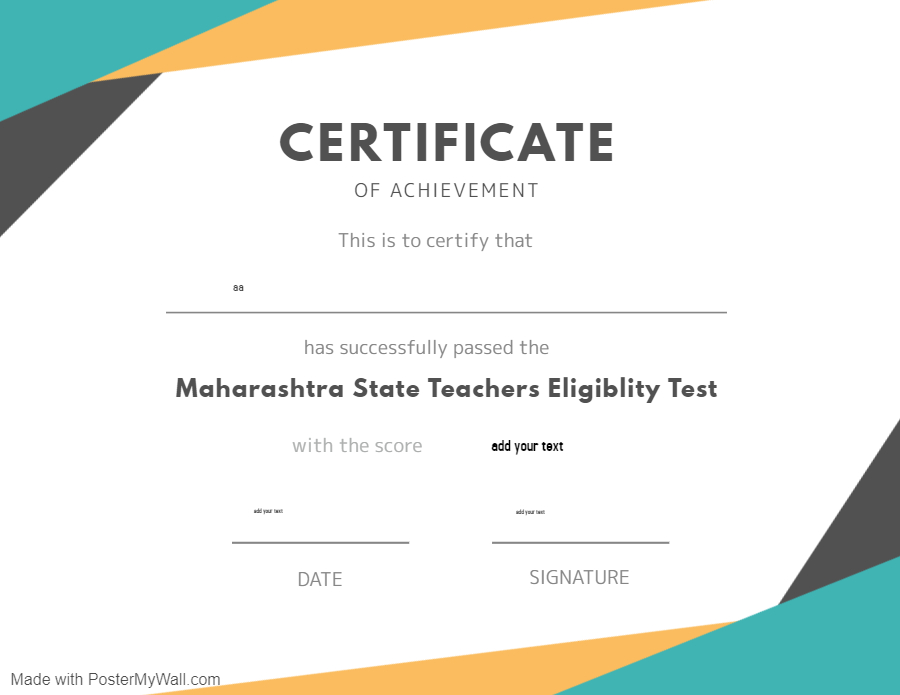 CERTIFICATE
OF ACHIEVEMENT
This is to certify that
aa
has successfully passed the
Maharashtra State Teachers Eligiblity Test
with the score add your text
add your text add your text
DATE SIGNATURE
Made with PosterMyWall.com